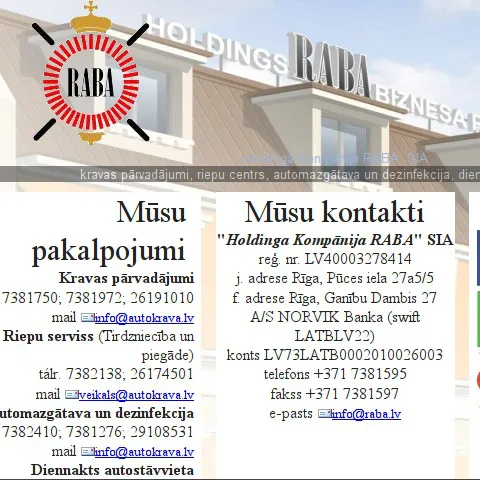 HOLDINGS RABA BIZNESA
RABA
Holdinga Kompānija RABA, SIA
kravas pārvadājumi, riepu centrs, automazgātava un dezinfekcija,
Mūsu
pakalpojumi
Kravas pārvadājumi
7381750; 7381972; 26191010
mail info@autokrava.lv
Riepu serviss (Tirdzniecība un
piegāde)
tālr. 7382138; 26174501
mail veikals@autokrava.lv
utomazgātava un dezinfekcija
7382410; 7381276; 29108531
mail info@autokrava.lv
Diennakts autostāvvieta
Mūsu kontakti
"Holdinga Kompānija RABA" SIA
reģ. nr. LV40003278414
j. adrese Rīga, Pūces iela 27a5/5
f. adrese Rīga, Ganību Dambis 27
A/S NORVIK Banka (swift
LATBLV22)
konts LV73LATB0002010026003
telefons +371 7381595
fakss +371 7381597
e-pasts info@raba.lv